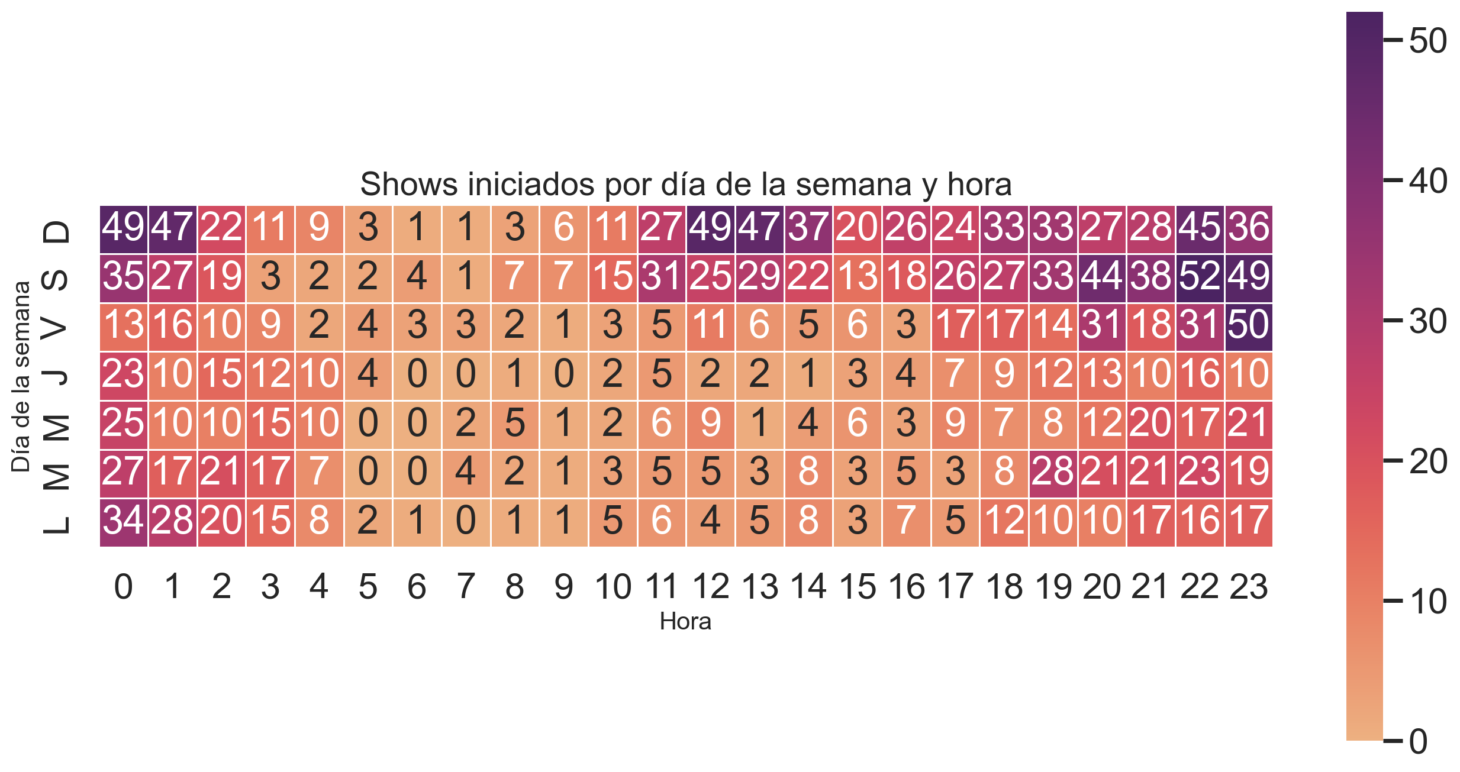 Shows iniciados por día de la semana y hora
Día de la semana
D 49 47 22 11 9 3 1 1 3 6 11 27 49 47 37 20 26 24 33 33 27 28 45 36
S 35 27 19 3 2 2 4 1 7 7 15 31 25 29 22 13 18 26 27 33 44 38 52 49
V 13 16 10 9 2 4 3 3 2 1 3 5 11 6 5 6 3 17 17 14 31 18 31 50
J 23 10 15 12 10 4 0 0 1 0 2 5 2 2 1 3 4 7 9 12 13 10 16 10
M 25 10 10 15 10 0 0 2 5 1 2 6 9 1 4 6 3 9 7 8 12 20 17 21
M 27 17 21 17 7 0 0 4 2 1 3 5 5 3 8 3 5 3 8 28 21 21 23 19
L 34 28 20 15 8 2 1 0 1 1 5 6 4 5 8 3 7 5 12 10 10 17 16 17
0 1 2 3 4 5 6 7 8 9 10 11 12 13 14 15 16 17 18 19 20 21 22 23
Hora
50
40
30
20
10
0